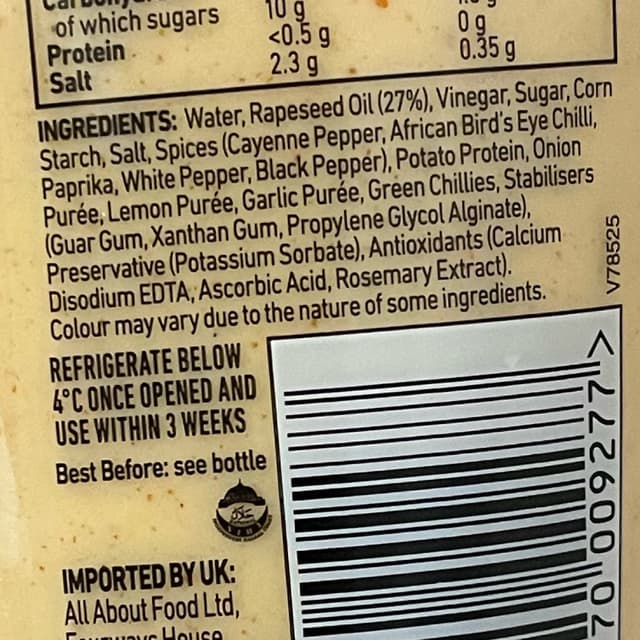 of which sugars 10 g
Protein <0.5 g 0 g
Salt 2.3 g 0.35 g
INGREDIENTS: Water, Rapeseed Oil (27%), Vinegar, Sugar, Corn
Starch, Salt, Spices (Cayenne Pepper, African Bird's Eye Chilli,
Paprika, White Pepper, Black Pepper), Potato Protein, Onion
Purée, Lemon Purée, Garlic Purée, Green Chillies, Stabilisers
(Guar Gum, Xanthan Gum, Propylene Glycol Alginate),
Preservative (Potassium Sorbate), Antioxidants (Calcium
Disodium EDTA, Ascorbic Acid, Rosemary Extract).
Colour may vary due to the nature of some ingredients.
V78525
REFRIGERATE BELOW
4°C ONCE OPENED AND
USE WITHIN 3 WEEKS
Best Before: see bottle
IMPORTED BY UK:
All About Food Ltd,
House
70 009277 >